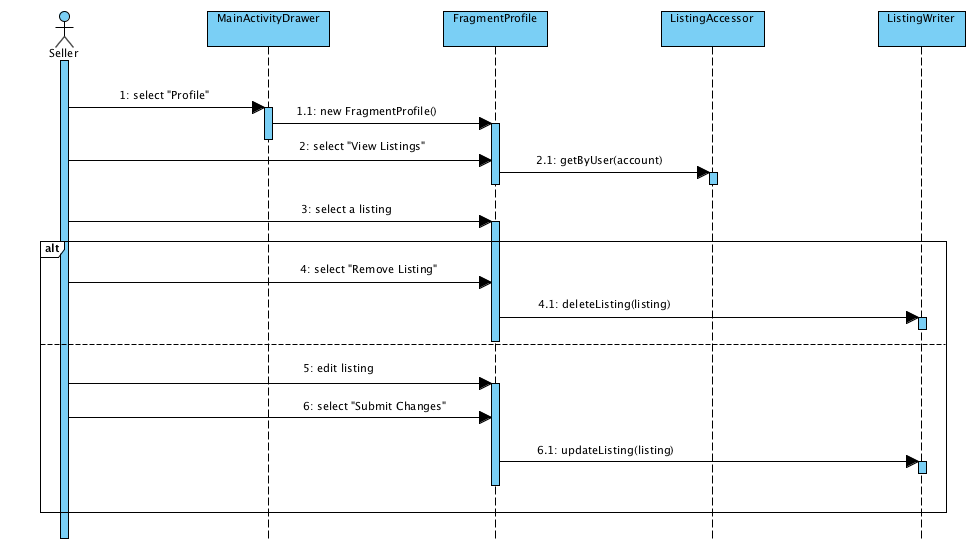 MainActivityDrawer
FragmentProfile
ListingAccessor
ListingWriter
Seller
1: select "Profile"
1.1: new FragmentProfile()
2: select "View Listings"
2.1: getByUser(account)
3: select a listing
alt
4: select "Remove Listing"
4.1: deleteListing(listing)
5: edit listing
6: select "Submit Changes"
6.1: updateListing(listing)